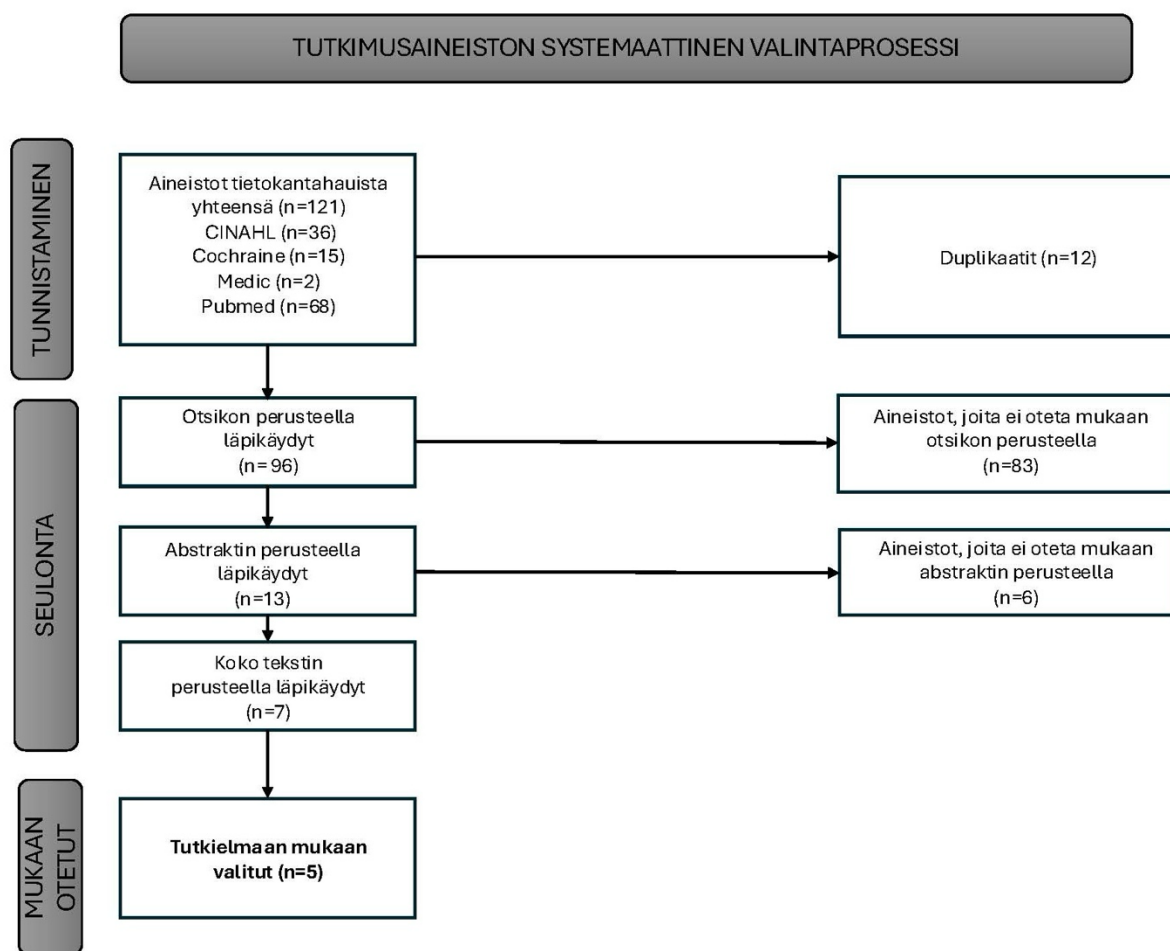 TUTKIMUSAINEISTON SYSTEMAATTINEN VALINTAPROSESSI
TUNNISTAMINEN
Aineistot tietokantahauista
yhteensä (n=121)
CINAHL (n=36)
Cochraine (n=15)
Medic (n=2)
Pubmed (n=68)
Duplikaatit (n=12)
SEULONTA
Otsikon perusteella
läpikäydyt
(n= 96)
Aineistot, joita ei oteta mukaan
otsikon perusteella
(n=83)
Abstraktin perusteella
läpikäydyt
(n=13)
Aineistot, joita ei oteta mukaan
abstraktin perusteella
(n=6)
Koko tekstin
perusteella läpikäydyt
(n=7)
MUKAAN
OTETUT
Tutkielmaan mukaan
valitut (n=5)